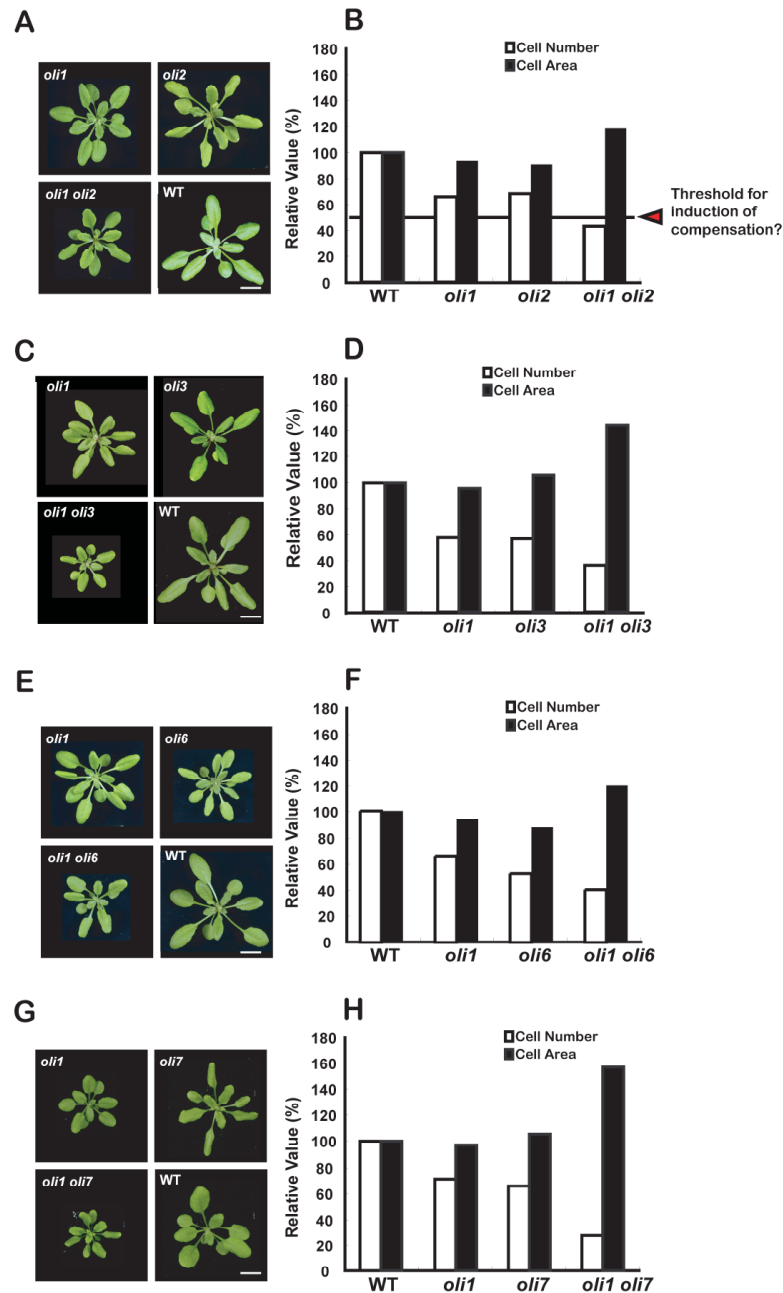 A
oli1
oli2
oli1 oli2
WT
B
Cell Number
Cell Area
Relative Value (%)
180
160
140
120
100
80
60
40
20
0
WT
oli1
oli2
oli1 oli2
Threshold for
induction of
compensation?
C
oli1
oli3
oli1 oli3
WT
D
Cell Number
Cell Area
Relative Value (%)
180
160
140
120
100
80
60
40
20
0
WT
oli1
oli3
oli1 oli3
E
oli1
oli6
oli1 oli6
WT
F
Cell Number
Cell Area
Relative Value (%)
180
160
140
120
100
80
60
40
20
0
WT
oli1
oli6
oli1 oli6
G
oli1
oli7
oli1 oli7
WT
H
Cell Number
Cell Area
Relative Value (%)
180
160
140
120
100
80
60
40
20
0
WT
oli1
oli7
oli1 oli7